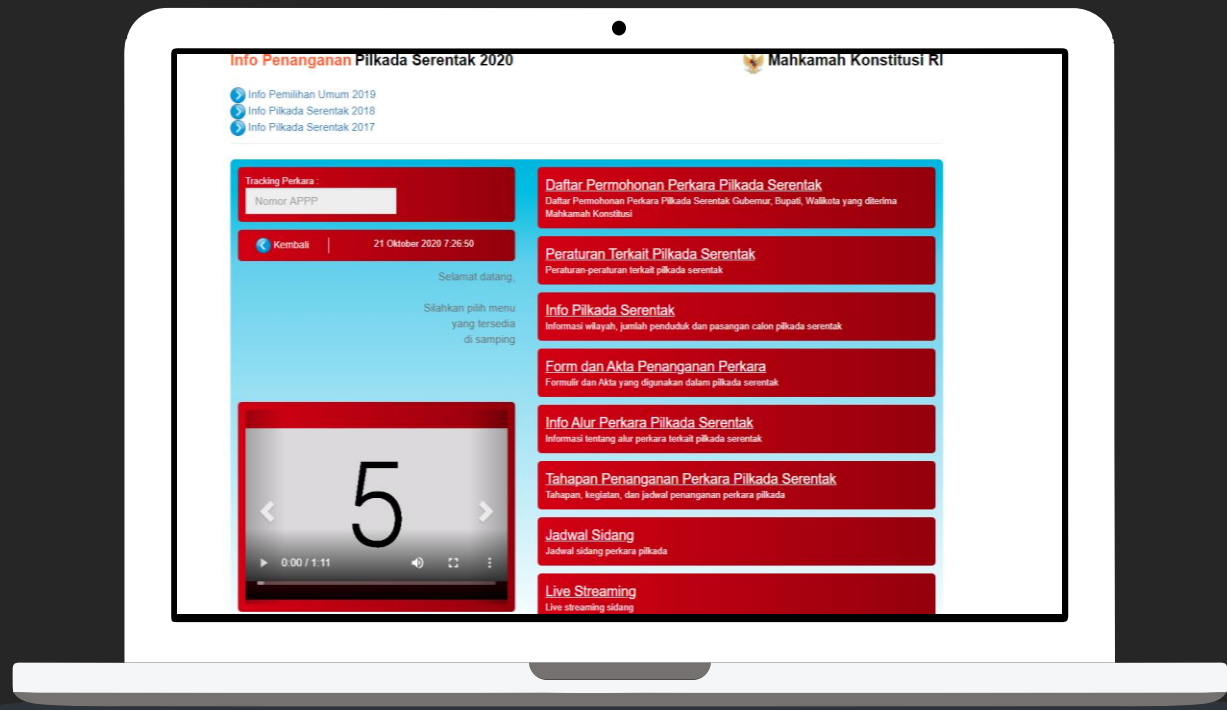 Info Penanganan Pilkada Serentak 2020
Mahkamah Konstitusi RI
Info Pemilihan Umum 2019
Info Pilkada Serentak 2018
Info Pilkada Serentak 2017
Tracking Perkara :
Nomor APPP
Kembali
21 Oktober 2020 7:26:50
Selamat datang,
Silahkan pilih menu
yang tersedia
di samping
5
0:00 / 1:11
Daftar Permohonan Perkara Pilkada Serentak
Daftar Permohonan Perkara Pilkada Serentak Gubernur, Bupati, Walikota yang diterima
Mahkamah Konstitusi
Peraturan Terkait Pilkada Serentak
Peraturan-peraturan terkait pilkada serentak
Info Pilkada Serentak
Informasi wilayah, jumlah penduduk dan pasangan calon pilkada serentak
Form dan Akta Penanganan Perkara
Formulir dan Akta yang digunakan dalam pilkada serentak
Info Alur Perkara Pilkada Serentak
Informasi tentang alur perkara terkait pilkada serentak
Tahapan Penanganan Perkara Pilkada Serentak
Tahapan, kegiatan, dan jadwal penanganan perkara pilkada
Jadwal Sidang
Jadwal sidang perkara pilkada
Live Streaming
Live streaming sidang